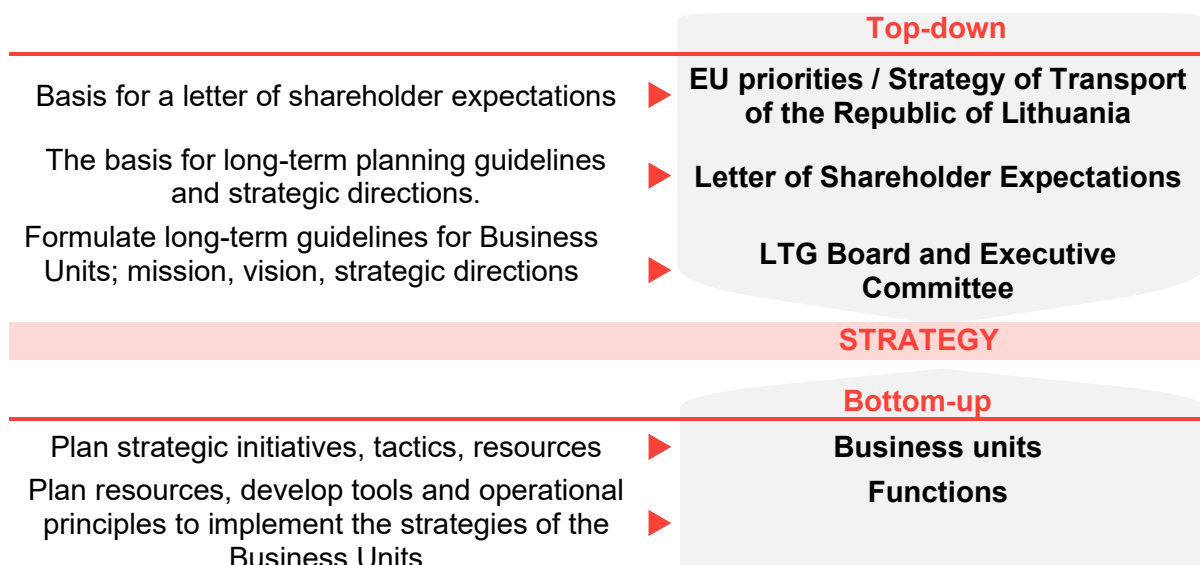 Top-down
Basis for a letter of shareholder expectations
EU priorities / Strategy of Transport
of the Republic of Lithuania
The basis for long-term planning guidelines
and strategic directions.
Letter of Shareholder Expectations
Formulate long-term guidelines for Business
Units; mission, vision, strategic directions
LTG Board and Executive
Committee
STRATEGY
Bottom-up
Plan strategic initiatives, tactics, resources
Business units
Plan resources, develop tools and operational
principles to implement the strategies of the
Business Units
Functions